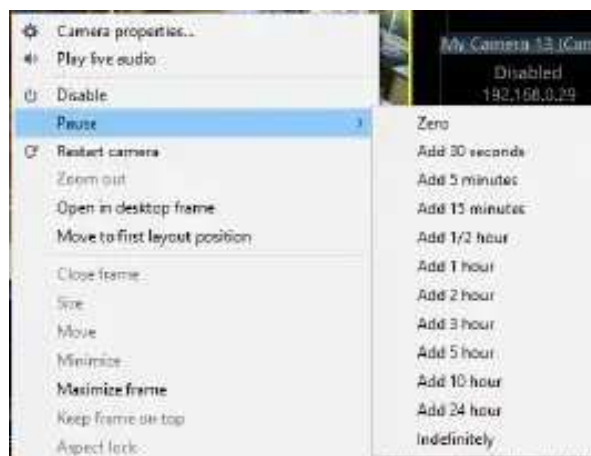 Camera properties...
Play live audio
Disable
Pause
Restart camera
Zoom out
Open in desktop frame
Move to first layout position
Close frame
Size
Move
Minimize
Maximize frame
Keep frame on top
Aspect lock
My Camera 13 (Cam
Disabled
192.168.0.29
Zero
Add 30 seconds
Add 5 minutes
Add 15 minutes
Add 1/2 hour
Add 1 hour
Add 2 hour
Add 3 hour
Add 5 hour
Add 10 hour
Add 24 hour
Indefinitely